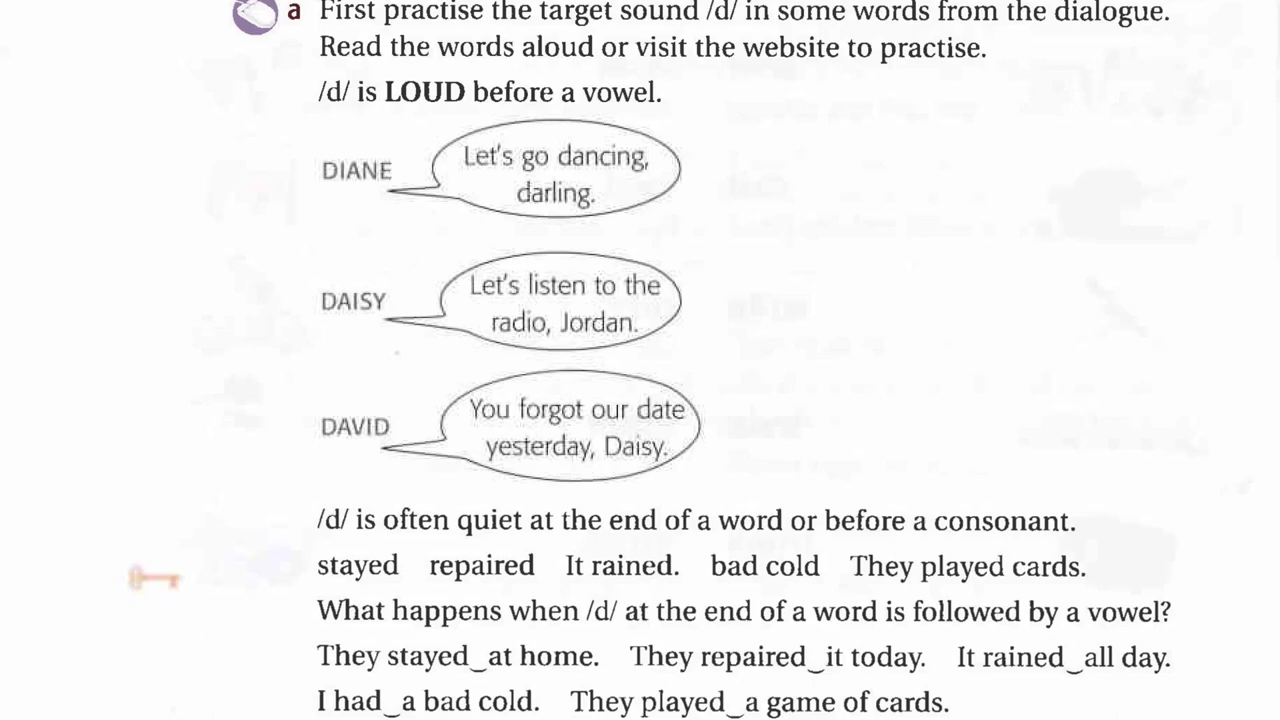 a First practise the target sound /d/ in some words from the dialogue.
Read the words aloud or visit the website to practise.
/d/ is LOUD before a vowel.
DIANE
Let's go dancing,
darling.
DAISY
Let's listen to the
radio, Jordan.
DAVID
You forgot our date
yesterday, Daisy.
/d/ is often quiet at the end of a word or before a consonant.
stayed repaired It rained. bad cold They played cards.
What happens when /d/ at the end of a word is followed by a vowel?
They stayed‿at home. They repaired‿it today. It rained‿all day.
I had‿a bad cold. They played‿a game of cards.